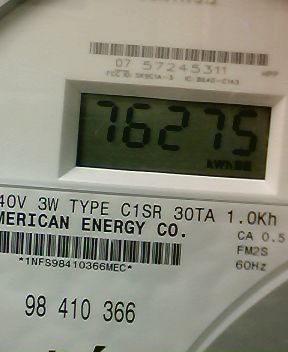 07 57245311
76275
kWh
40V 3W TYPE C1SR 30TA 1.0Kh
MERICAN ENERGY CO.
CA 0.5
FM2S
60Hz
*1NFS98410366MEC*
98 410 366